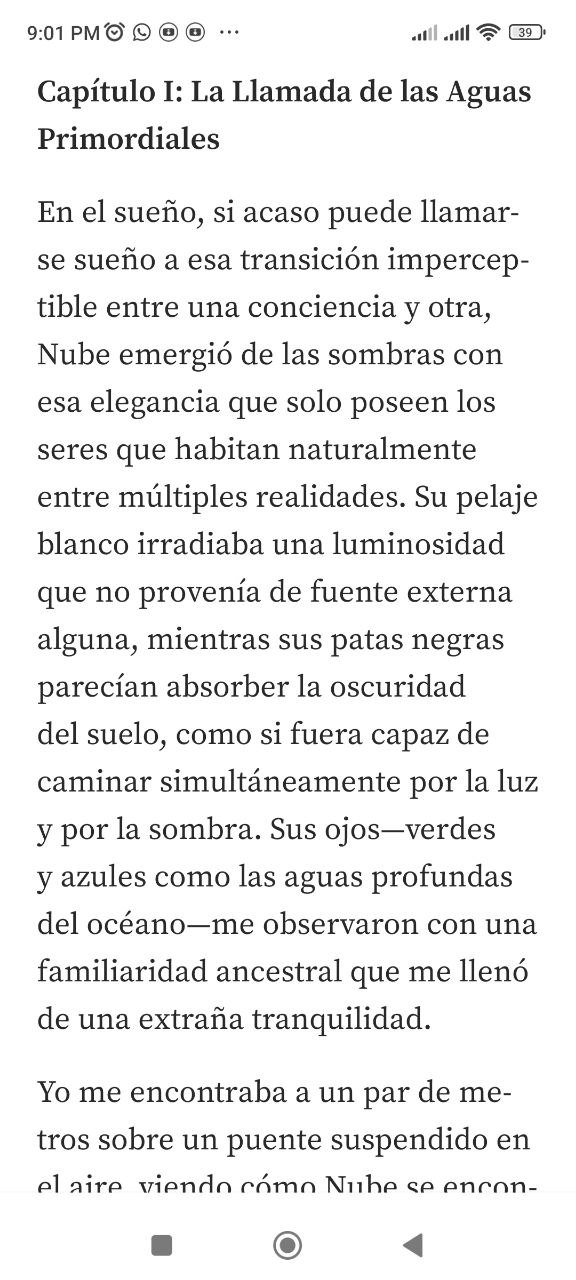 9:01 PM ... 39
Capítulo I: La Llamada de las Aguas
Primordiales
En el sueño, si acaso puede llamar-
se sueño a esa transición impercep-
tible entre una conciencia y otra,
Nube emergió de las sombras con
esa elegancia que solo poseen los
seres que habitan naturalmente
entre múltiples realidades. Su pelaje
blanco irradiaba una luminosidad
que no provenía de fuente externa
alguna, mientras sus patas negras
parecían absorber la oscuridad
del suelo, como si fuera capaz de
caminar simultáneamente por la luz
y por la sombra. Sus ojos—verdes
y azules como las aguas profundas
del océano—me observaron con una
familiaridad ancestral que me llenó
de una extraña tranquilidad.
Yo me encontraba a un par de me-
tros sobre un puente suspendido en
el aire, viendo cómo Nube se encon-